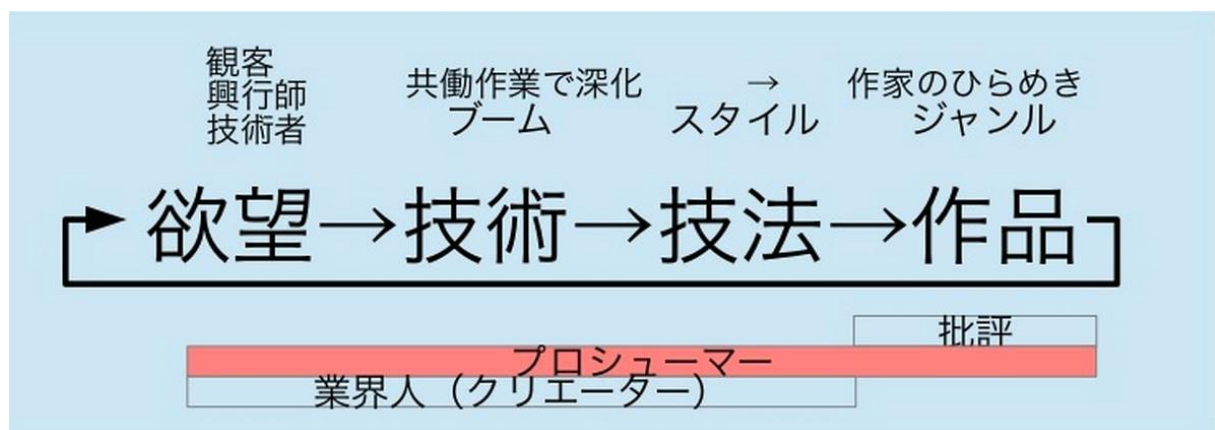 観客
興行師
技術者
共働作業で深化 → 作家のひらめき
ブーム スタイル ジャンル
欲望→技術→技法→作品
批評
プロシューマー
業界人（クリエーター）